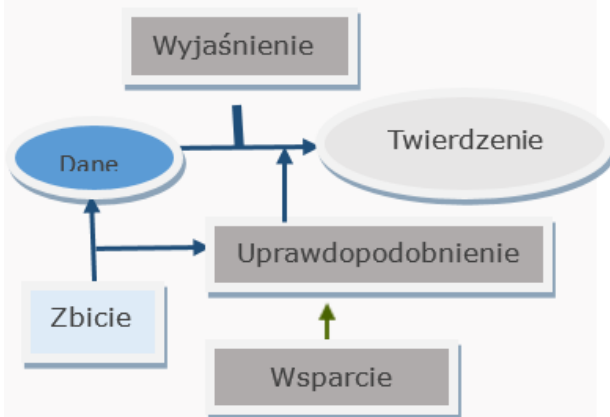 Wyjaśnienie
Dane
Twierdzenie
Uprawdopodobnienie
Zbicie
Wsparcie